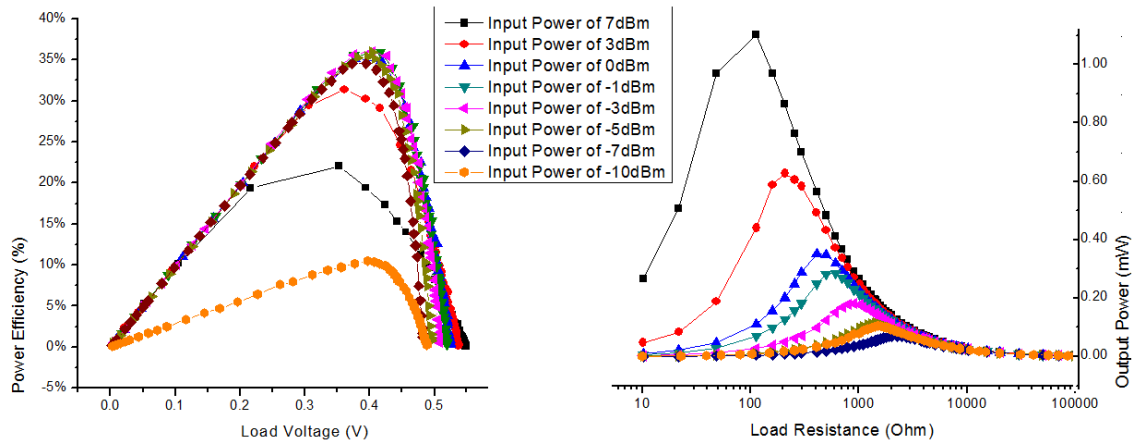 40%
35%
30%
25%
20%
15%
10%
5%
0%
5%
Power Efficiency (%)
0.0
0.1
0.2
0.3
0.4
0.5
Load Voltage (V)
Input Power of 7dBm
Input Power of 3dBm
Input Power of 0dBm
Input Power of -1dBm
Input Power of -3dBm
Input Power of -5dBm
Input Power of -7dBm
Input Power of -10dBm
1.00
0.80
0.60
0.40
0.20
0.00
Output Power (mW)
10
100
1000
10000
100000
Load Resistance (Ohm)